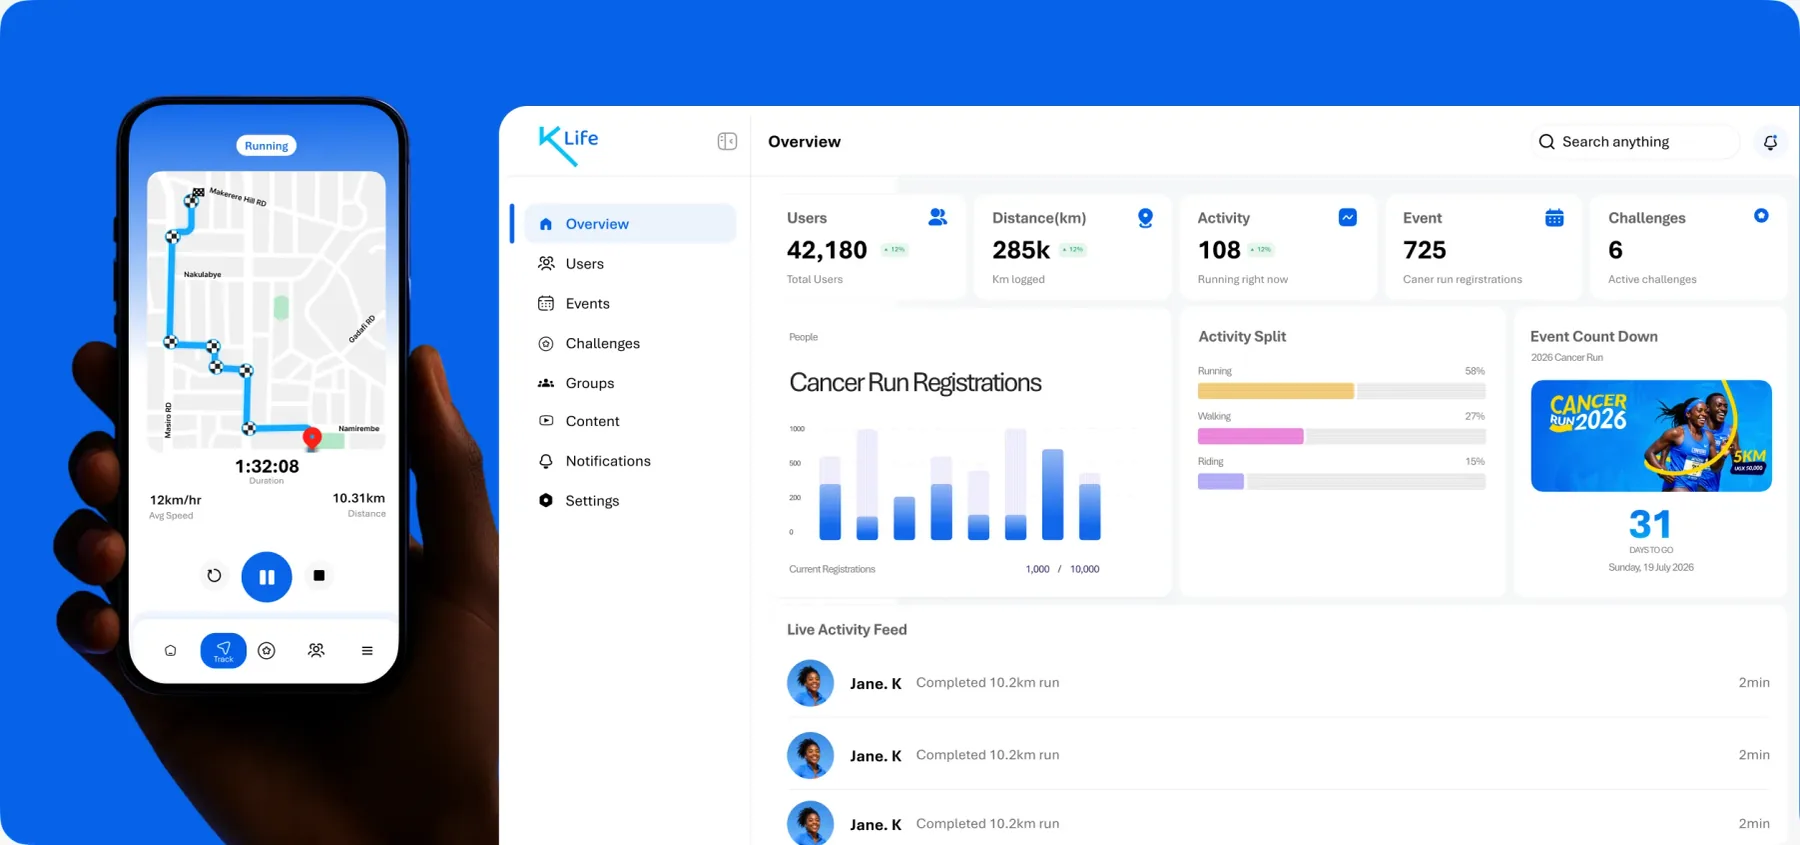 Running
Makerere Hill RD
Nakulabye
Gadafi RD
Masiro RD
Namirembe
1:32:08
Duration
12km/hr
Avg Speed
10.31km
Distance
Track
K Life
Overview
Users
Events
Challenges
Groups
Content
Notifications
Settings
Overview
Search anything
Users
42,180
12%
Total Users
Distance(km)
285k
12%
Km logged
Activity
108
12%
Running right now
Event
725
Caner run regirstrations
Challenges
6
Active challenges
People
Cancer Run Registrations
1000
500
200
0
Current Registrations
1,000 / 10,000
Activity Split
Running 58%
Walking 27%
Riding 15%
Event Count Down
2026 Cancer Run
CANCER
RUN 2026
5KM
UGX 50,000
31
DAYS TO GO
Sunday, 19 July 2026
Live Activity Feed
Jane. K Completed 10.2km run 2min
Jane. K Completed 10.2km run 2min
Jane. K Completed 10.2km run 2min